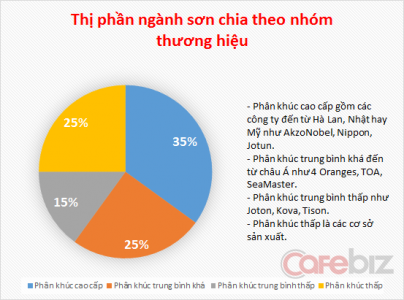 Thị phần ngành sơn chia theo nhóm
thương hiệu
35%
25%
15%
25%
- Phân khúc cao cấp gồm các
công ty đến từ Hà Lan, Nhật hay
Mỹ như AkzoNobel, Nippon,
Jotun.
- Phân khúc trung bình khá đến
từ châu Á như 4 Oranges, TOA,
SeaMaster.
- Phân khúc trung bình thấp như
Joton, Kova, Tison.
- Phân khúc thấp là các cơ sở
sản xuất.
Cafebiz
Phân khúc cao cấp Phân khúc trung bình khá Phân khúc trung bình thấp Phân khúc thấp